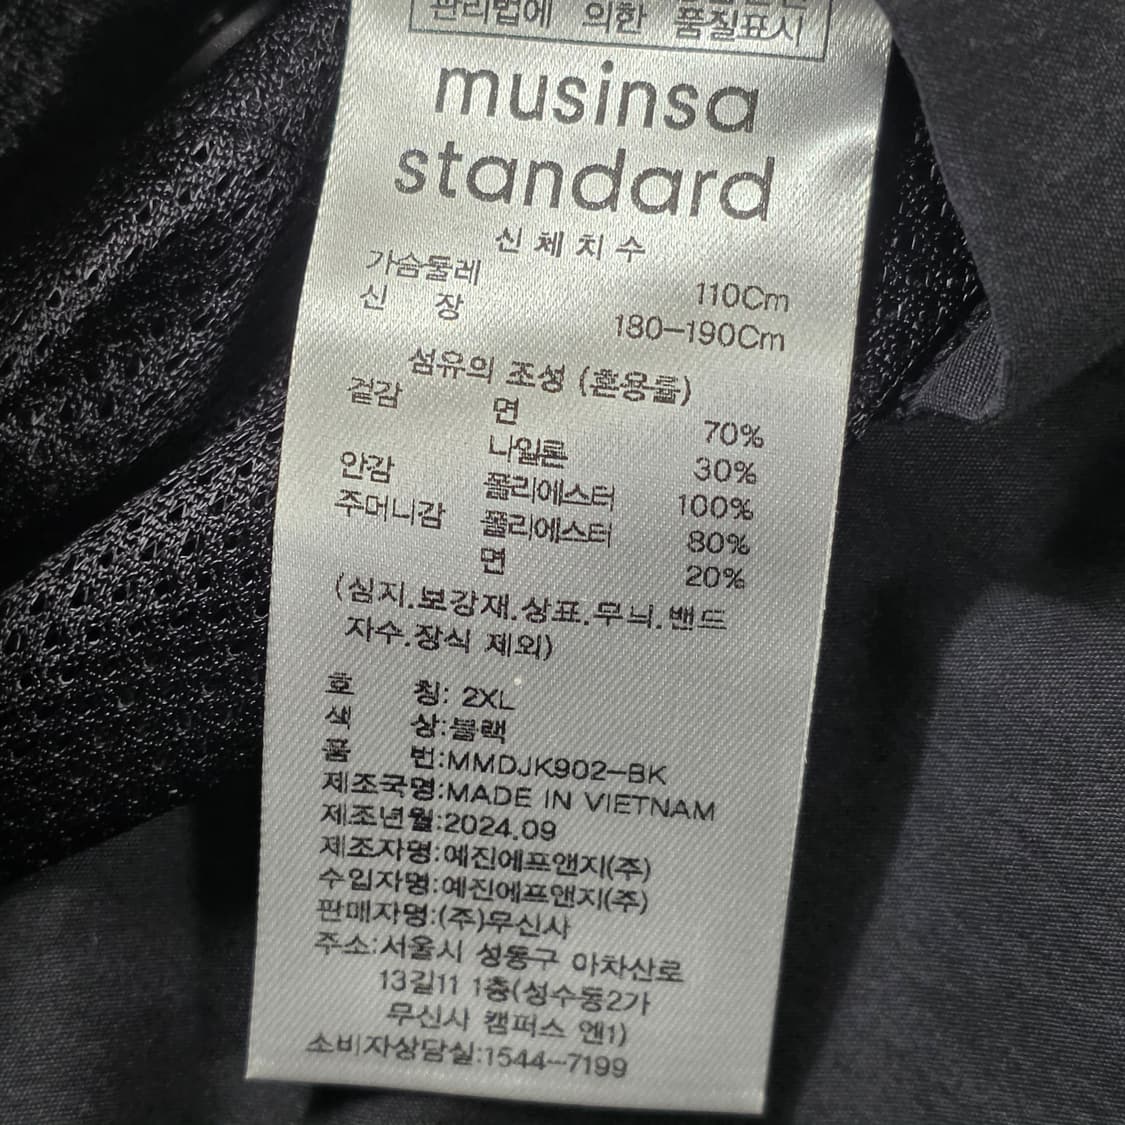 관리법에 의한 품질표시
musinsa
standard
신체치수
가슴둘레 110Cm
신 장 180-190Cm
섬유의 조성 (혼용률)
겉감 면 70%
나일론 30%
안감 폴리에스터 100%
주머니감 폴리에스터 80%
면 20%
(심지.보강재.상표.무늬.밴드
자수.장식 제외)
호 칭: 2XL
색 상:블랙
품 번:MMDJK902-BK
제조국명:MADE IN VIETNAM
제조년월:2024.09
제조자명:예진에프앤지(주)
수입자명:예진에프앤지(주)
판매자명:(주)무신사
주소:서울시 성동구 아차산로
13길11 1층(성수동2가
무신사 캠퍼스 엔1)
소비자상담실:1544-7199